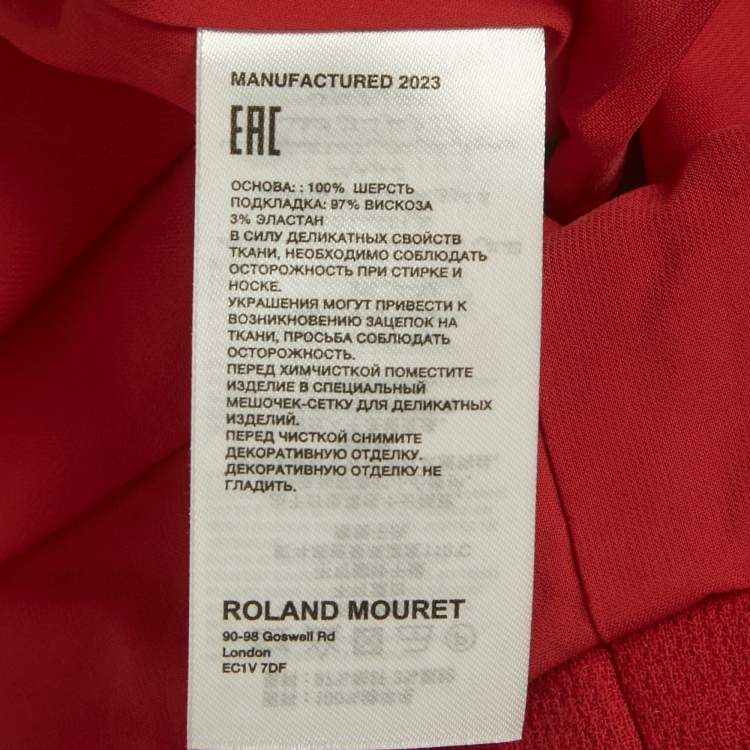 MANUFACTURED 2023
EAC
ОСНОВА: : 100% ШЕРСТЬ
ПОДКЛАДКА: 97% ВИСКОЗА
3% ЭЛАСТАН
В СИЛУ ДЕЛИКАТНЫХ СВОЙСТВ
ТКАНИ, НЕОБХОДИМО СОБЛЮДАТЬ
ОСТОРОЖНОСТЬ ПРИ СТИРКЕ И
НОСКЕ.
УКРАШЕНИЯ МОГУТ ПРИВЕСТИ К
ВОЗНИКНОВЕНИЮ ЗАЦЕПОК НА
ТКАНИ, ПРОСЬБА СОБЛЮДАТЬ
ОСТОРОЖНОСТЬ.
ПЕРЕД ХИМЧИСТКОЙ ПОМЕСТИТЕ
ИЗДЕЛИЕ В СПЕЦИАЛЬНЫЙ
МЕШОЧЕК-СЕТКУ ДЛЯ ДЕЛИКАТНЫХ
ИЗДЕЛИЙ.
ПЕРЕД ЧИСТКОЙ СНИМИТЕ
ДЕКОРАТИВНУЮ ОТДЕЛКУ.
ДЕКОРАТИВНУЮ ОТДЕЛКУ НЕ
ГЛАДИТЬ.
ROLAND MOURET
90-98 Goswell Rd
London
EC1V 7DF